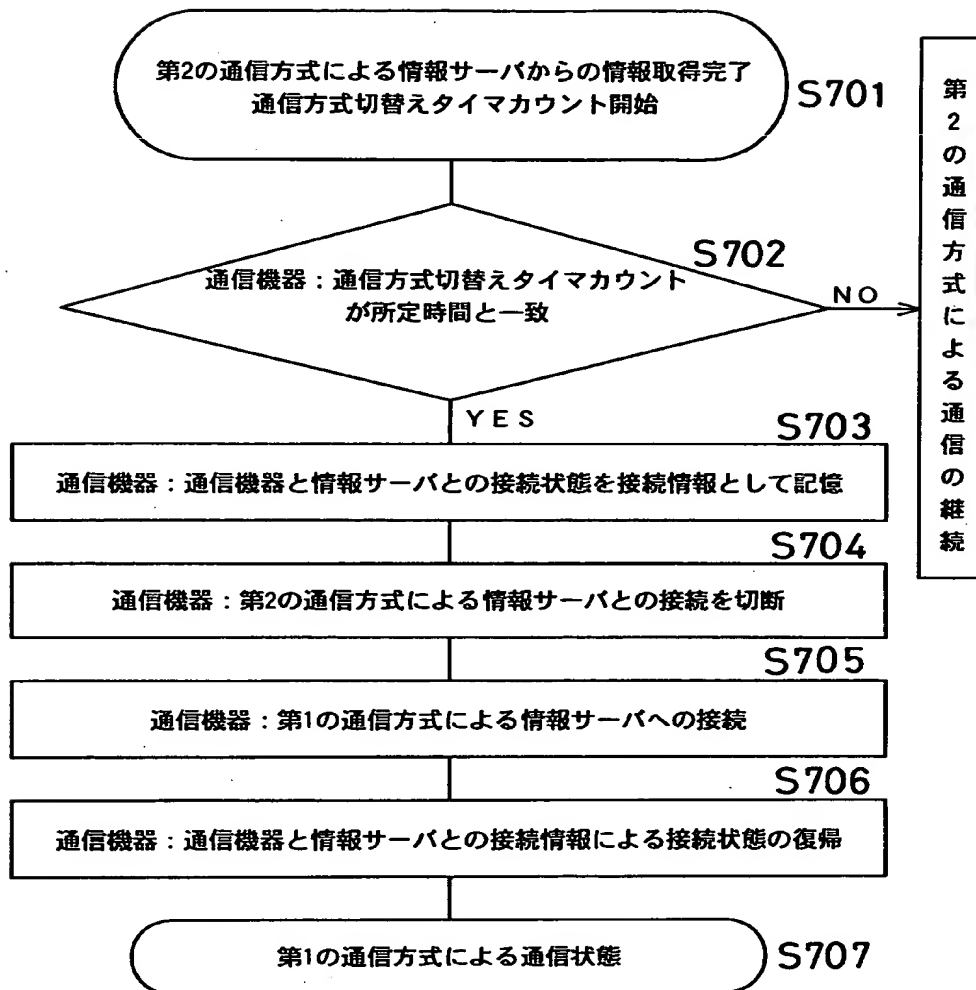 第2の通信方式による情報サーバからの情報取得完了
通信方式切替えタイマカウント開始
S701
S702
通信機器：通信方式切替えタイマカウント
が所定時間と一致
NO
第2の通信方式による通信の継続
YES
S703
通信機器：通信機器と情報サーバとの接続状態を接続情報として記憶
S704
通信機器：第2の通信方式による情報サーバとの接続を切断
S705
通信機器：第1の通信方式による情報サーバへの接続
S706
通信機器：通信機器と情報サーバとの接続情報による接続状態の復帰
第1の通信方式による通信状態
S707